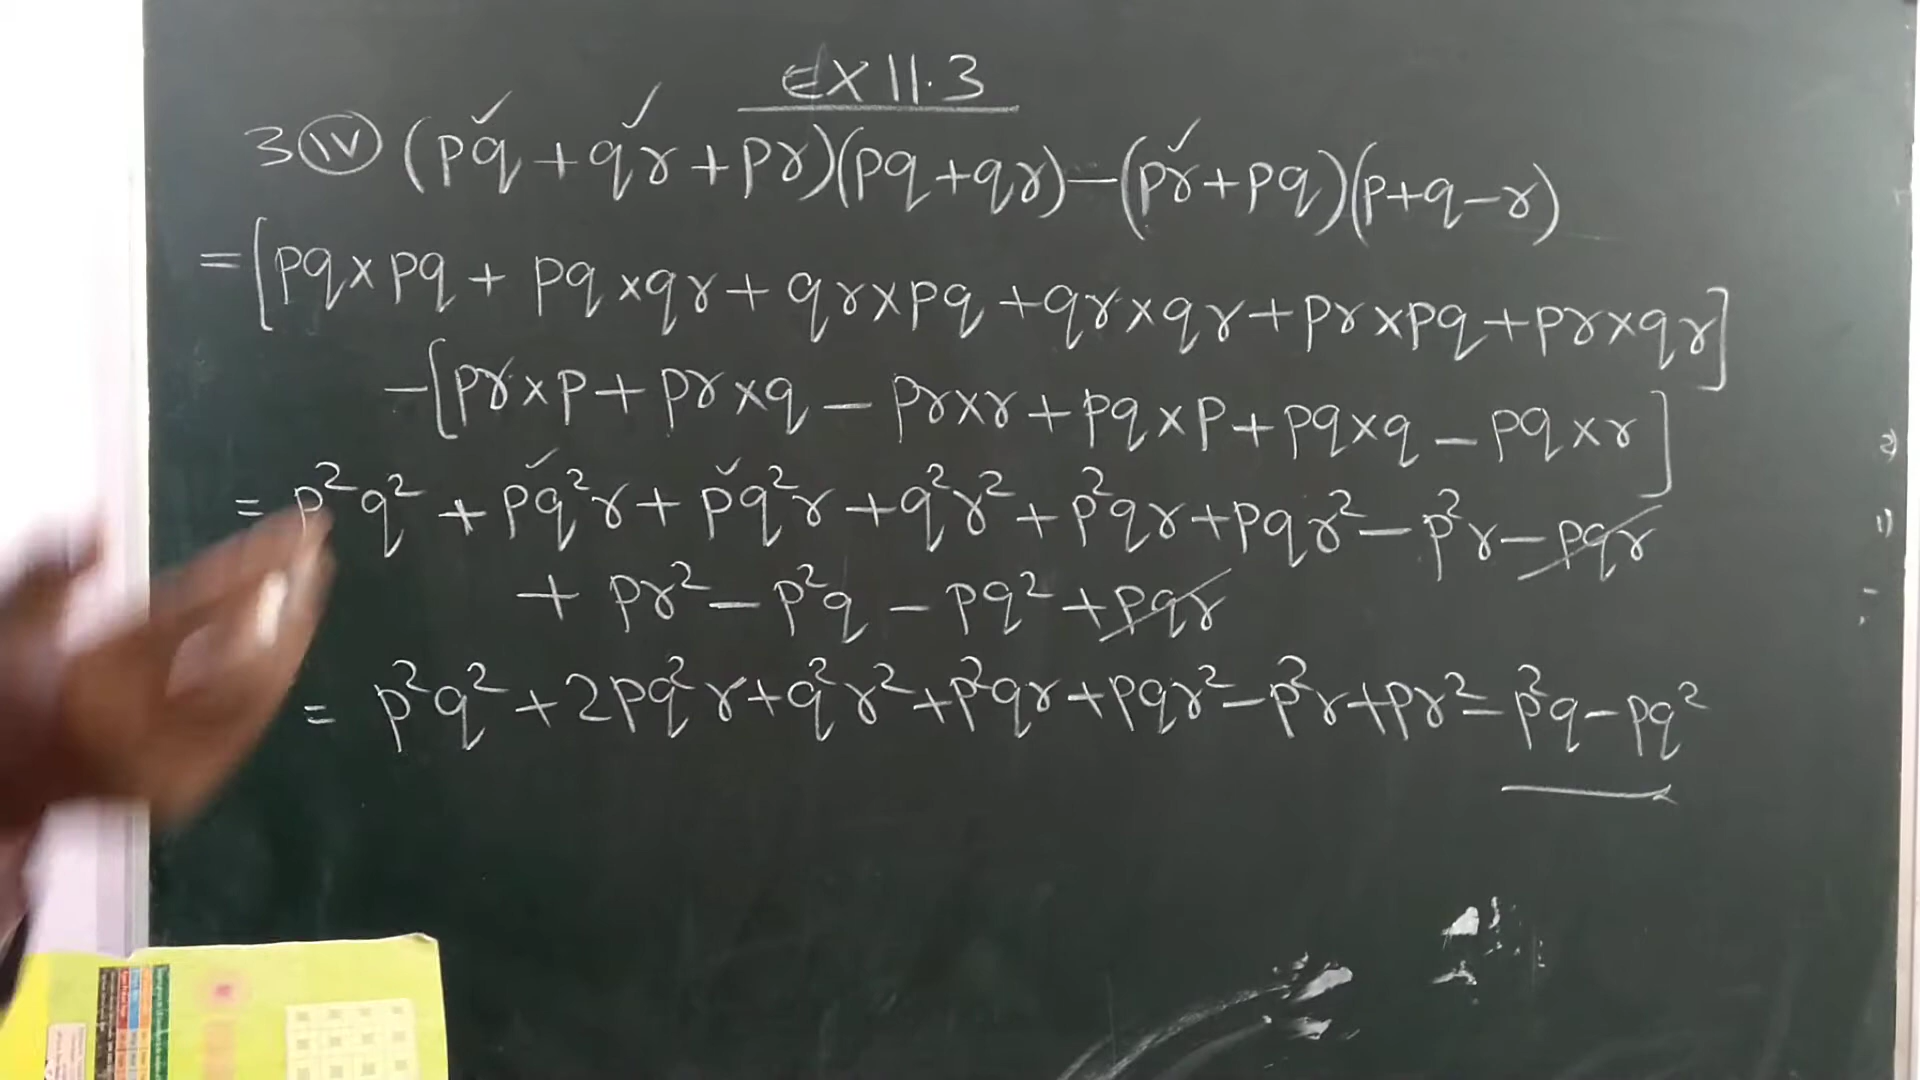 EX 11.3
3 (iv) (pq + qr + pr)(pq + qr) - (pr + pq)(p + q - r)
= [pq × pq + pq × qr + qr × pq + qr × qr + pr × pq + pr × qr]
- [pr × p + pr × q - pr × r + pq × p + pq × q - pq × r]
= p²q² + pq²r + pq²r + q²r² + p²qr + pqr² - p²r - pqr
+ pr² - p²q - pq² + pqr
= p²q² + 2pq²r + q²r² + p²qr + pqr² - p²r + pr² - p²q - pq²
2)
1)